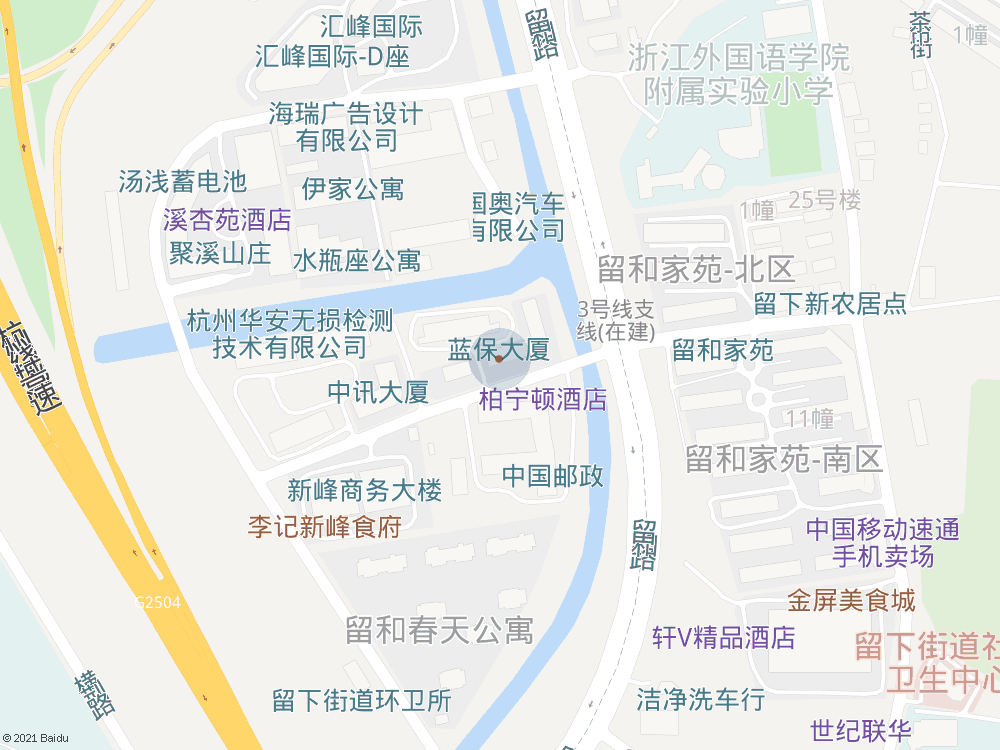 汇峰国际
汇峰国际-D座
留和路
茶市街
1幢
浙江外国语学院
附属实验小学
海瑞广告设计
有限公司
汤浅蓄电池
伊家公寓
溪杏苑酒店
国奥汽车
有限公司
1幢
25号楼
聚溪山庄
水瓶座公寓
留和家苑-北区
3号线支
线(在建)
留下新农居点
杭州华安无损检测
技术有限公司
蓝保大厦
留和家苑
杭绕高速
中讯大厦
柏宁顿酒店
11幢
留和家苑-南区
中国邮政
新峰商务大楼
李记新峰食府
留和路
中国移动速通
手机卖场
G2504
金屏美食城
留和春天公寓
轩V精品酒店
留下街道社
卫生中心
横路
留下街道环卫所
洁净洗车行
世纪联华
路
© 2021 Baidu